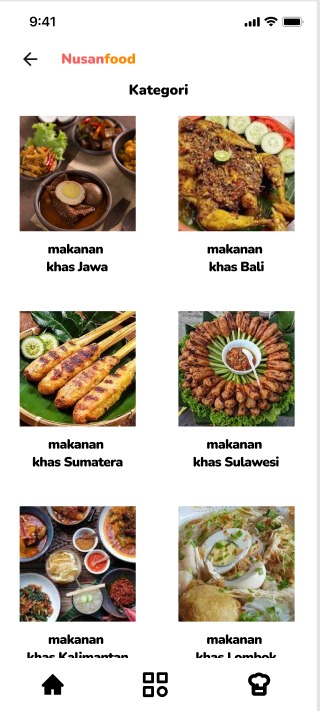 9:41
Nusanfood
Kategori
makanan
khas Jawa
makanan
khas Bali
makanan
khas Sumatera
makanan
khas Sulawesi
makanan
khas Kalimantan
makanan
khas Lombok